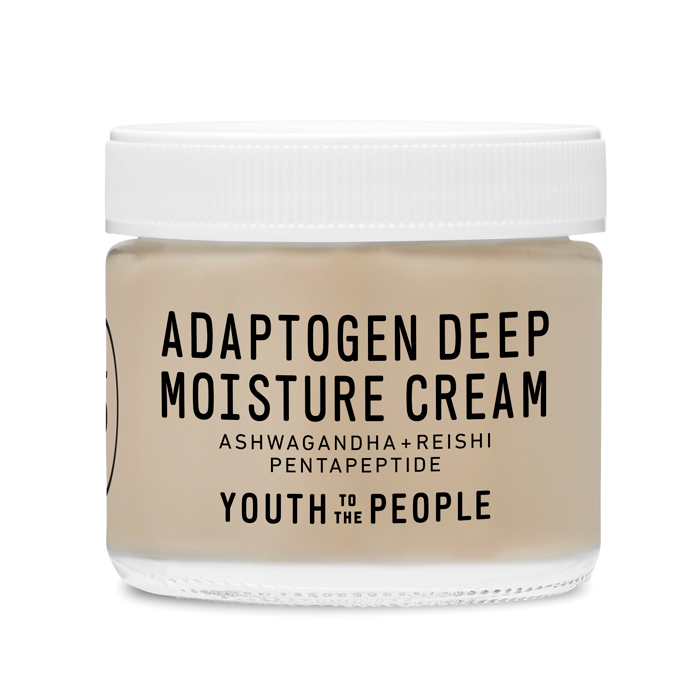 ADAPTOGEN DEEP
MOISTURE CREAM
ASHWAGANDHA + REISHI
PENTAPEPTIDE
YOUTH TO THE PEOPLE